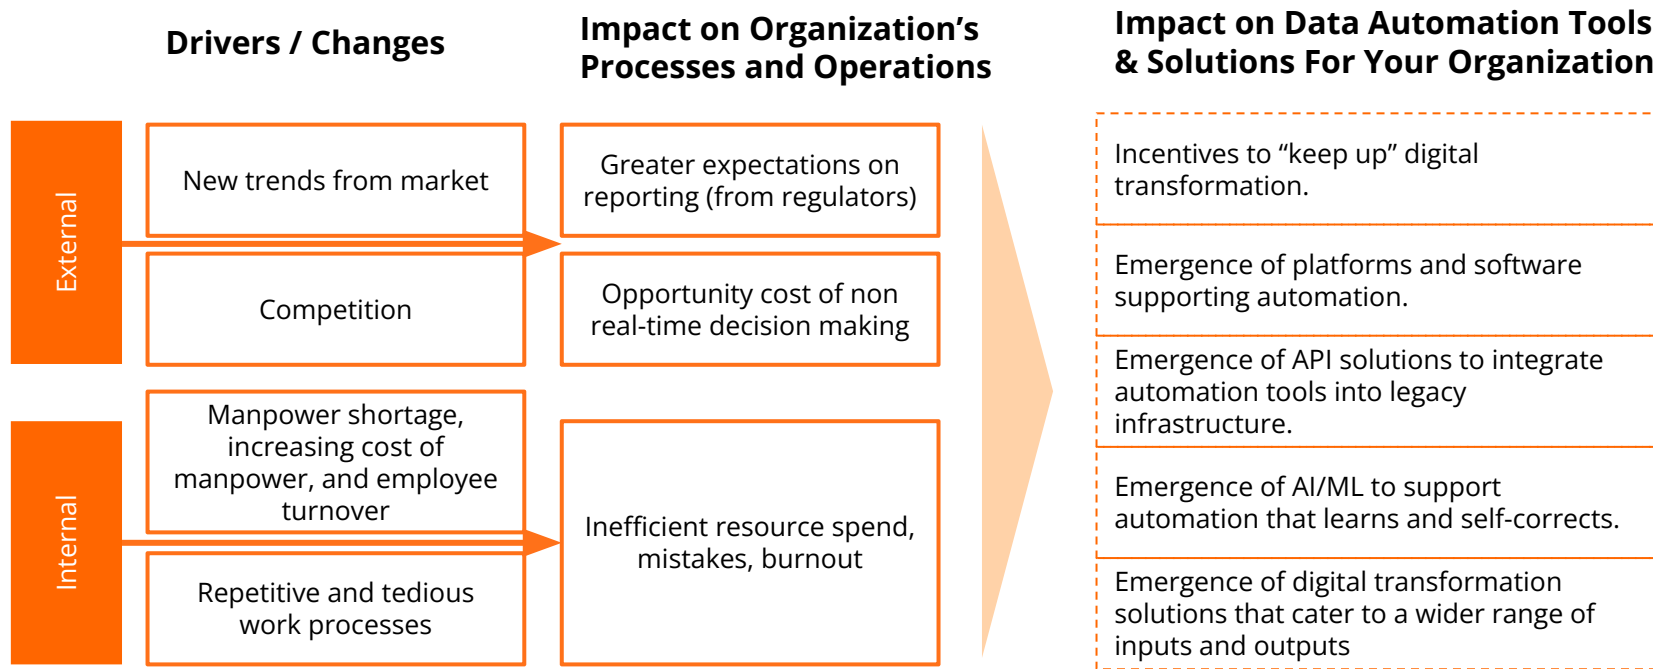 Drivers / Changes
Impact on Organization’s
Processes and Operations
Impact on Data Automation Tools
& Solutions For Your Organization
External
New trends from market
Competition
Greater expectations on
reporting (from regulators)
Opportunity cost of non
real-time decision making
Internal
Manpower shortage,
increasing cost of
manpower, and employee
turnover
Repetitive and tedious
work processes
Inefficient resource spend,
mistakes, burnout
Incentives to “keep up” digital
transformation.
Emergence of platforms and software
supporting automation.
Emergence of API solutions to integrate
automation tools into legacy
infrastructure.
Emergence of AI/ML to support
automation that learns and self-corrects.
Emergence of digital transformation
solutions that cater to a wider range of
inputs and outputs